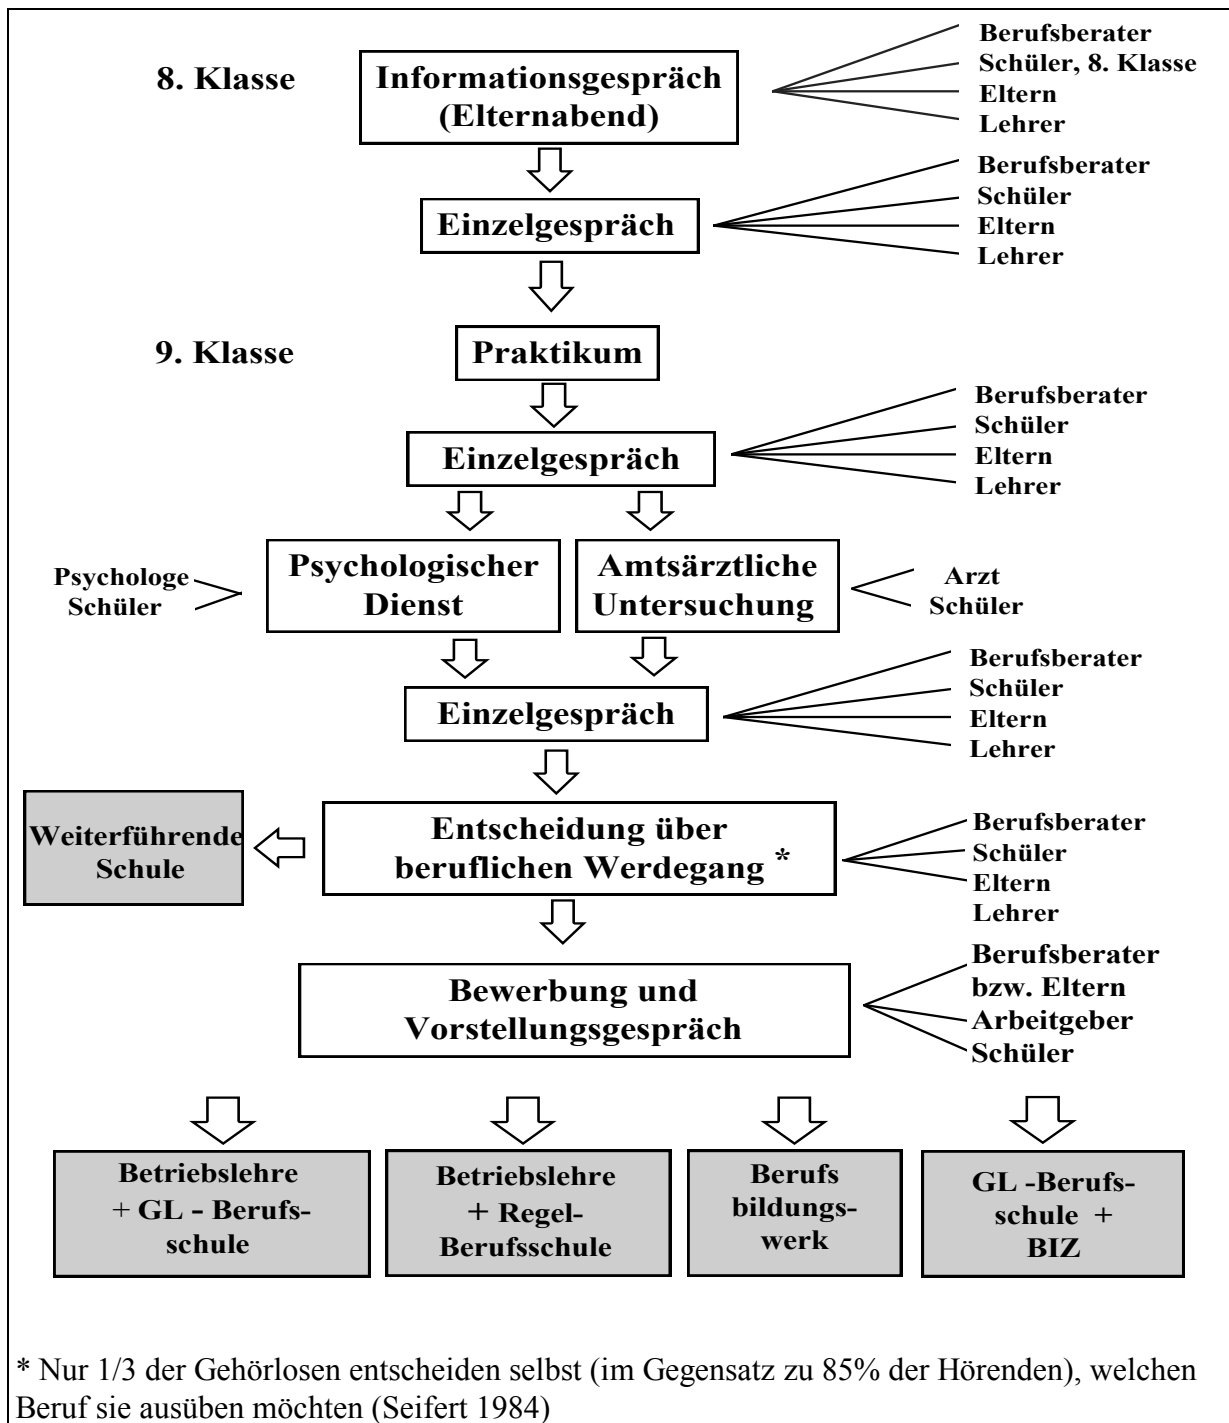 8. Klasse
Informationsgespräch
(Elternabend)
Berufsberater
Schüler, 8. Klasse
Eltern
Lehrer
Einzelgespräch
Berufsberater
Schüler
Eltern
Lehrer
9. Klasse
Praktikum
Einzelgespräch
Berufsberater
Schüler
Eltern
Lehrer
Psychologe
Schüler
Psychologischer
Dienst
Amtsärztliche
Untersuchung
Arzt
Schüler
Einzelgespräch
Berufsberater
Schüler
Eltern
Lehrer
Weiterführende
Schule
Entscheidung über
beruflichen Werdegang *
Berufsberater
Schüler
Eltern
Lehrer
Bewerbung und
Vorstellungsgespräch
Berufsberater
bzw. Eltern
Arbeitgeber
Schüler
Betriebslehre
+ GL - Berufs-
schule
Betriebslehre
+ Regel-
Berufsschule
Berufs
bildungs-
werk
GL -Berufs-
schule +
BIZ
* Nur 1/3 der Gehörlosen entscheiden selbst (im Gegensatz zu 85% der Hörenden), welchen
Beruf sie ausüben möchten (Seifert 1984)